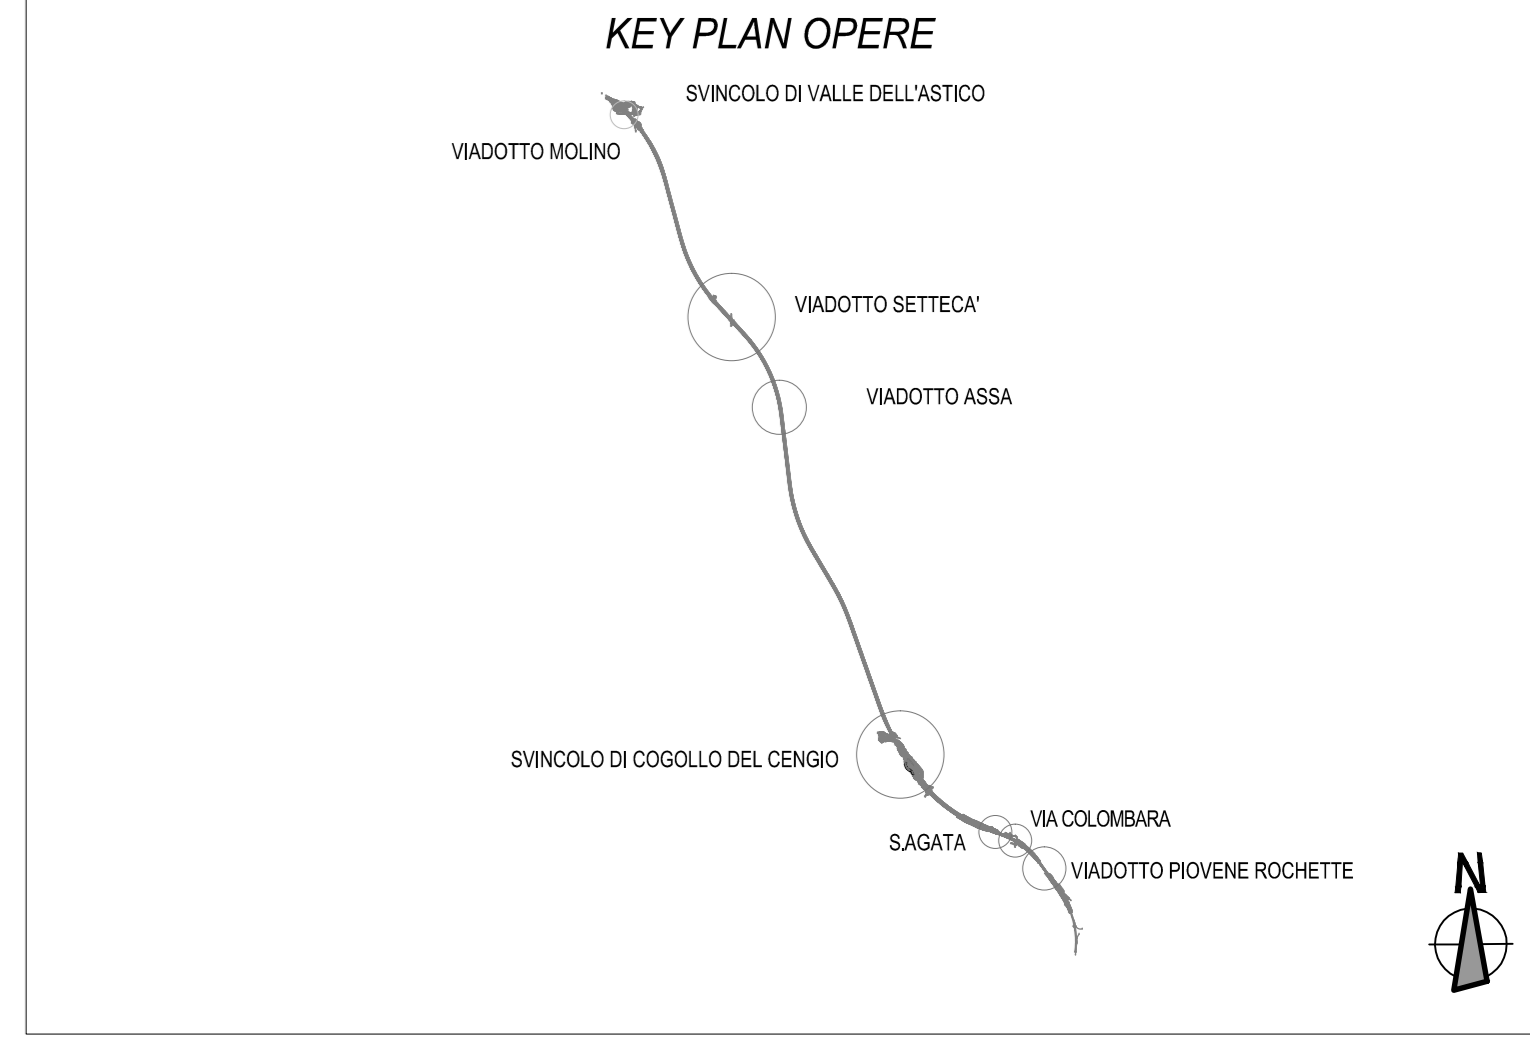 KEY PLAN OPERE
SVINCOLO DI VALLE DELL'ASTICO
VIADOTTO MOLINO
VIADOTTO SETTECA'
VIADOTTO ASSA
SVINCOLO DI COGOLLO DEL CENGIO
VIA COLOMBARA
S.AGATA
VIADOTTO PIOVENE ROCHETTE
N